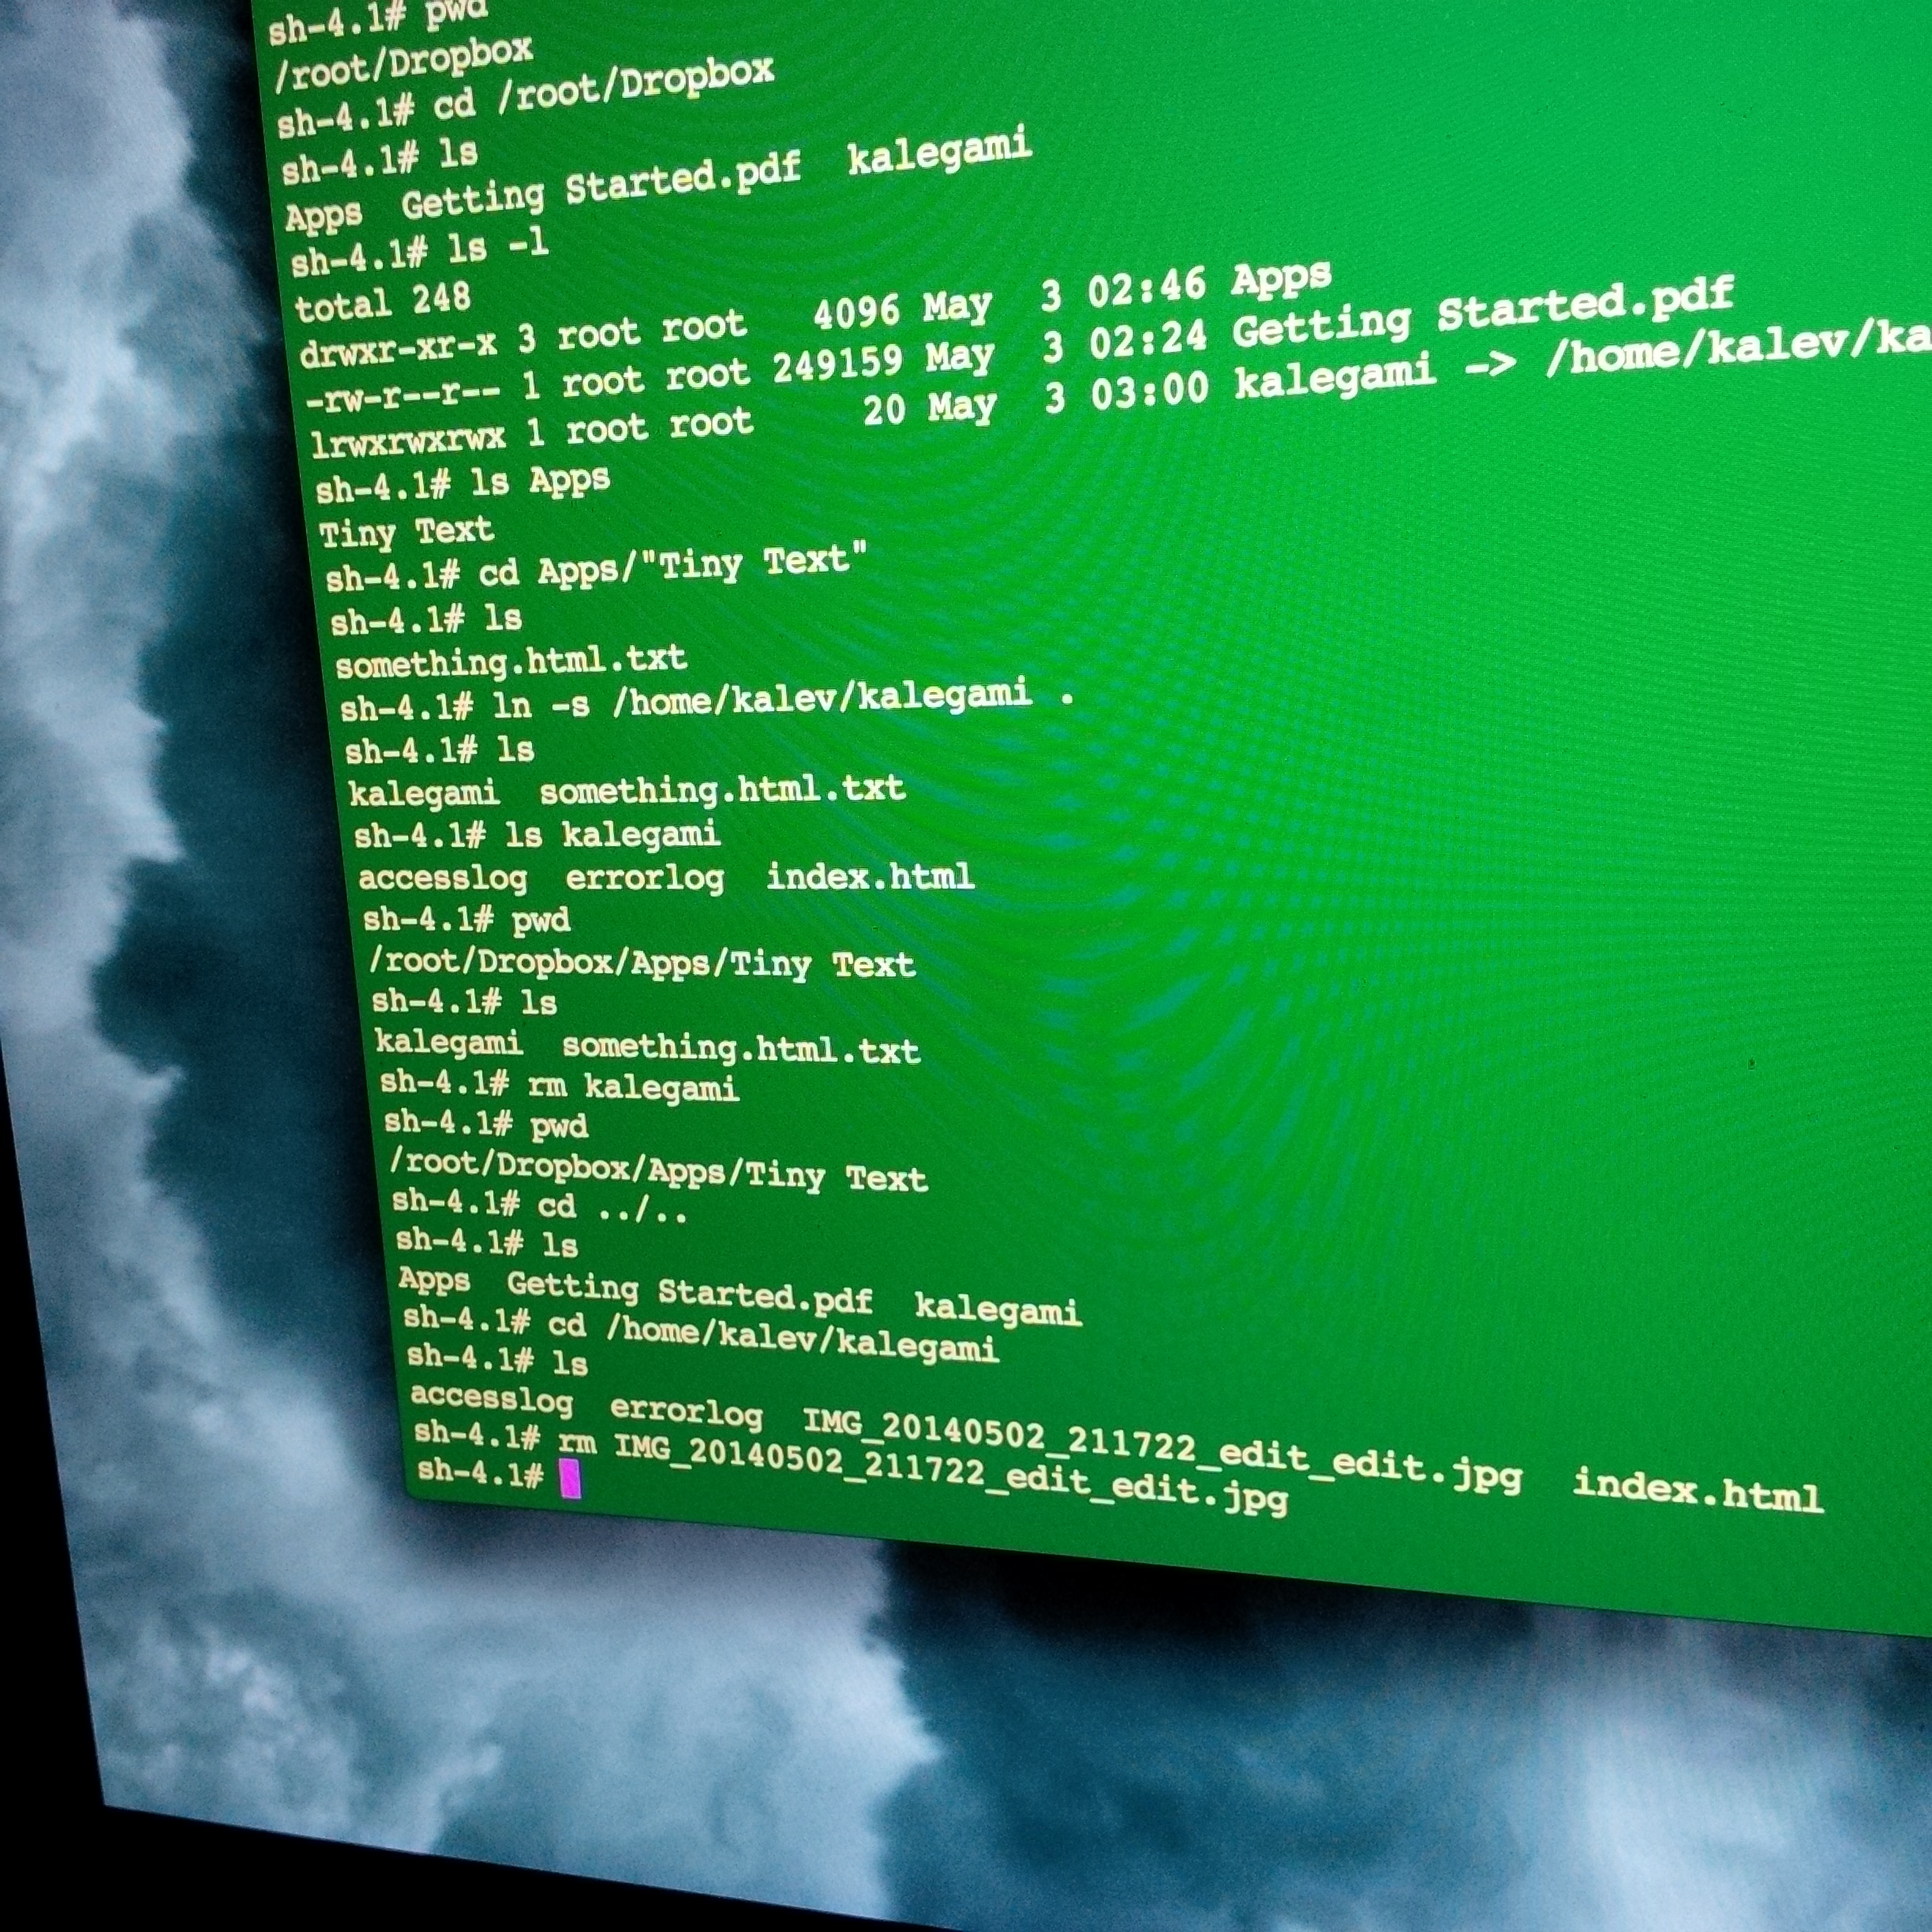 sh-4.1# pwd
/root/Dropbox
sh-4.1# cd /root/Dropbox
sh-4.1# ls
Apps  Getting Started.pdf  kalegami
sh-4.1# ls -l
total 248
drwxr-xr-x 3 root root   4096 May  3 02:46 Apps
-rw-r--r-- 1 root root 249159 May  3 02:24 Getting Started.pdf
lrwxrwxrwx 1 root root     20 May  3 03:00 kalegami -> /home/kalev/ka
sh-4.1# ls Apps
Tiny Text
sh-4.1# cd Apps/"Tiny Text"
sh-4.1# ls
something.html.txt
sh-4.1# ln -s /home/kalev/kalegami .
sh-4.1# ls
kalegami  something.html.txt
sh-4.1# ls kalegami
accesslog  errorlog  index.html
sh-4.1# pwd
/root/Dropbox/Apps/Tiny Text
sh-4.1# ls
kalegami  something.html.txt
sh-4.1# rm kalegami
sh-4.1# pwd
/root/Dropbox/Apps/Tiny Text
sh-4.1# cd ../..
sh-4.1# ls
Apps  Getting Started.pdf  kalegami
sh-4.1# cd /home/kalev/kalegami
sh-4.1# ls
accesslog  errorlog  IMG_20140502_211722_edit_edit.jpg  index.html
sh-4.1# rm IMG_20140502_211722_edit_edit.jpg
sh-4.1#